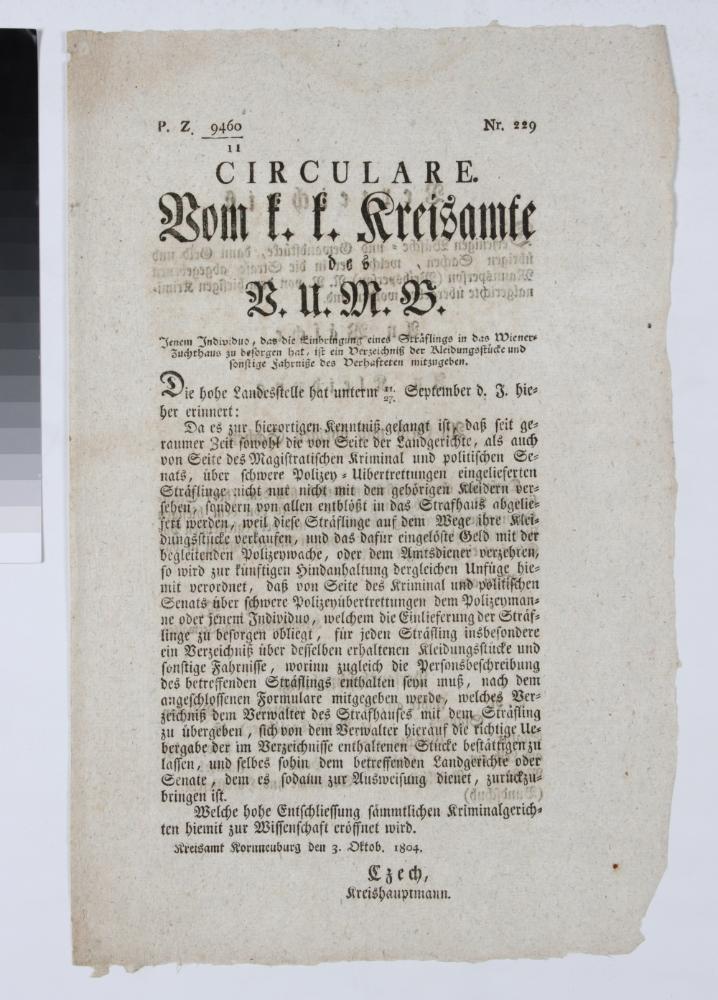 P. Z. 9460 Nr. 229
11
CIRCULARE.
Vom k. k. Kreisamte
des
V. U. M. B.
Jenem Individuo, das die Einbringung eines Sträflings in das Wiener-
Zuchthaus zu besorgen hat, ist ein Verzeichniß der Kleidungsstücke und
sonstige Fahrniße des Verhafteten mitzugeben.
Die hohe Landesstelle hat unterm 11./27. September d. J. hie-
her erinnert:
Da es zur hierortigen Kenntniß gelangt ist, daß seit ge-
raumer Zeit sowohl die von Seite der Landgerichte, als auch
von Seite des Magistratischen Kriminal und politischen Se-
nats, über schwere Polizey-Uibertrettungen eingelieferten
Sträflinge nicht nur nicht mit den gehörigen Kleidern ver-
sehen, sondern von allen entblößt in das Strafhaus abgelie-
fert werden, weil diese Sträflinge auf dem Wege ihre Klei-
dungsstücke verkaufen, und das dafür eingelöste Geld mit der
begleitenden Polizeywache, oder dem Amtsdiener verzehren,
so wird zur künftigen Hindanhaltung dergleichen Unfüge hie-
mit verordnet, daß von Seite des Kriminal und politischen
Senats über schwere Polizeyübertrettungen dem Polizeyman-
ne oder jenem Individuo, welchem die Einlieferung der Sträf-
linge zu besorgen obliegt, für jeden Sträfling insbesondere
ein Verzeichniß über desselben erhaltenen Kleidungsstücke und
sonstige Fahrnisse, worinn zugleich die Personsbeschreibung
des betreffenden Sträflings enthalten seyn muß, nach dem
angeschlossenen Formulare mitgegeben werde, welches Ver-
zeichniß dem Verwalter des Strafhauses mit dem Sträfling
zu übergeben, sich von dem Verwalter hierauf die richtige Ue-
bergabe der im Verzeichnisse enthaltenen Stücke bestättigen zu
lassen, und selbes sohin dem betreffenden Landgerichte oder
Senate, dem es sodann zur Ausweisung dienet, zurückzu-
bringen ist.
Welche hohe Entschliessung sämmtlichen Kriminalgerich-
ten hiemit zur Wissenschaft eröffnet wird.
Kreisamt Kornneuburg den 3. Oktob. 1804.
Czech,
Kreishauptmann.